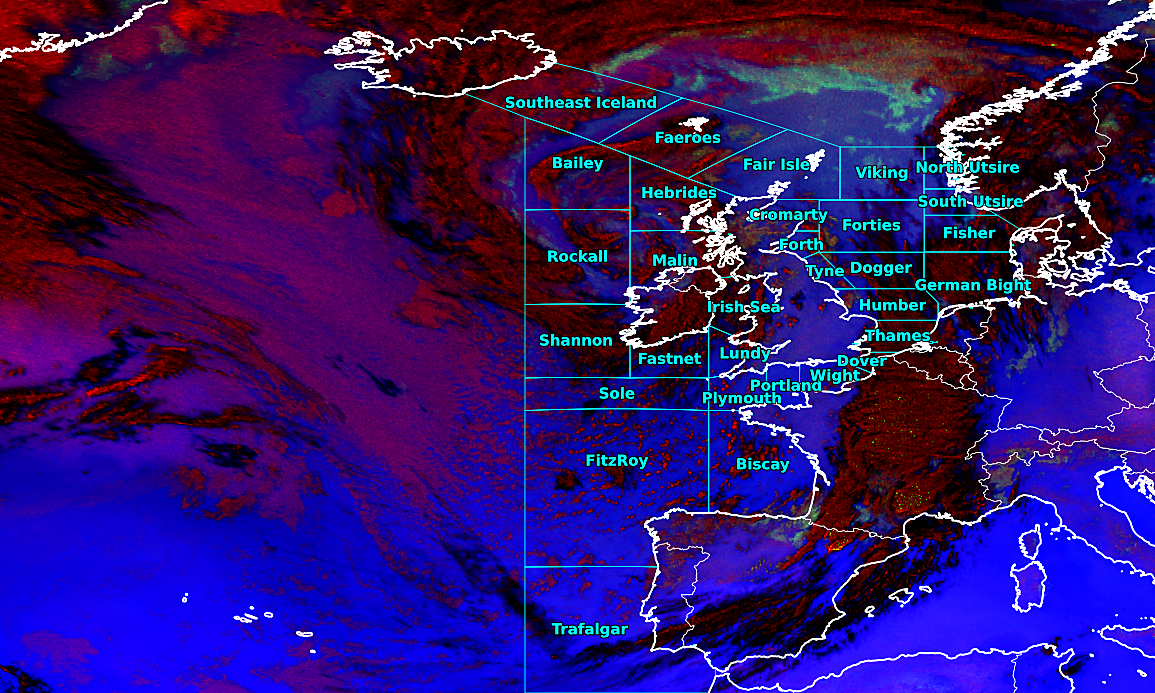 Southeast Iceland
Faeroes
Bailey
Fair Isle
Viking
North Utsire
Hebrides
South Utsire
Cromarty
Forties
Fisher
Forth
Rockall
Malin
Tyne
Dogger
German Bight
Irish Sea
Humber
Shannon
Thames
Fastnet
Lundy
Dover
Wight
Portland
Sole
Plymouth
FitzRoy
Biscay
Trafalgar